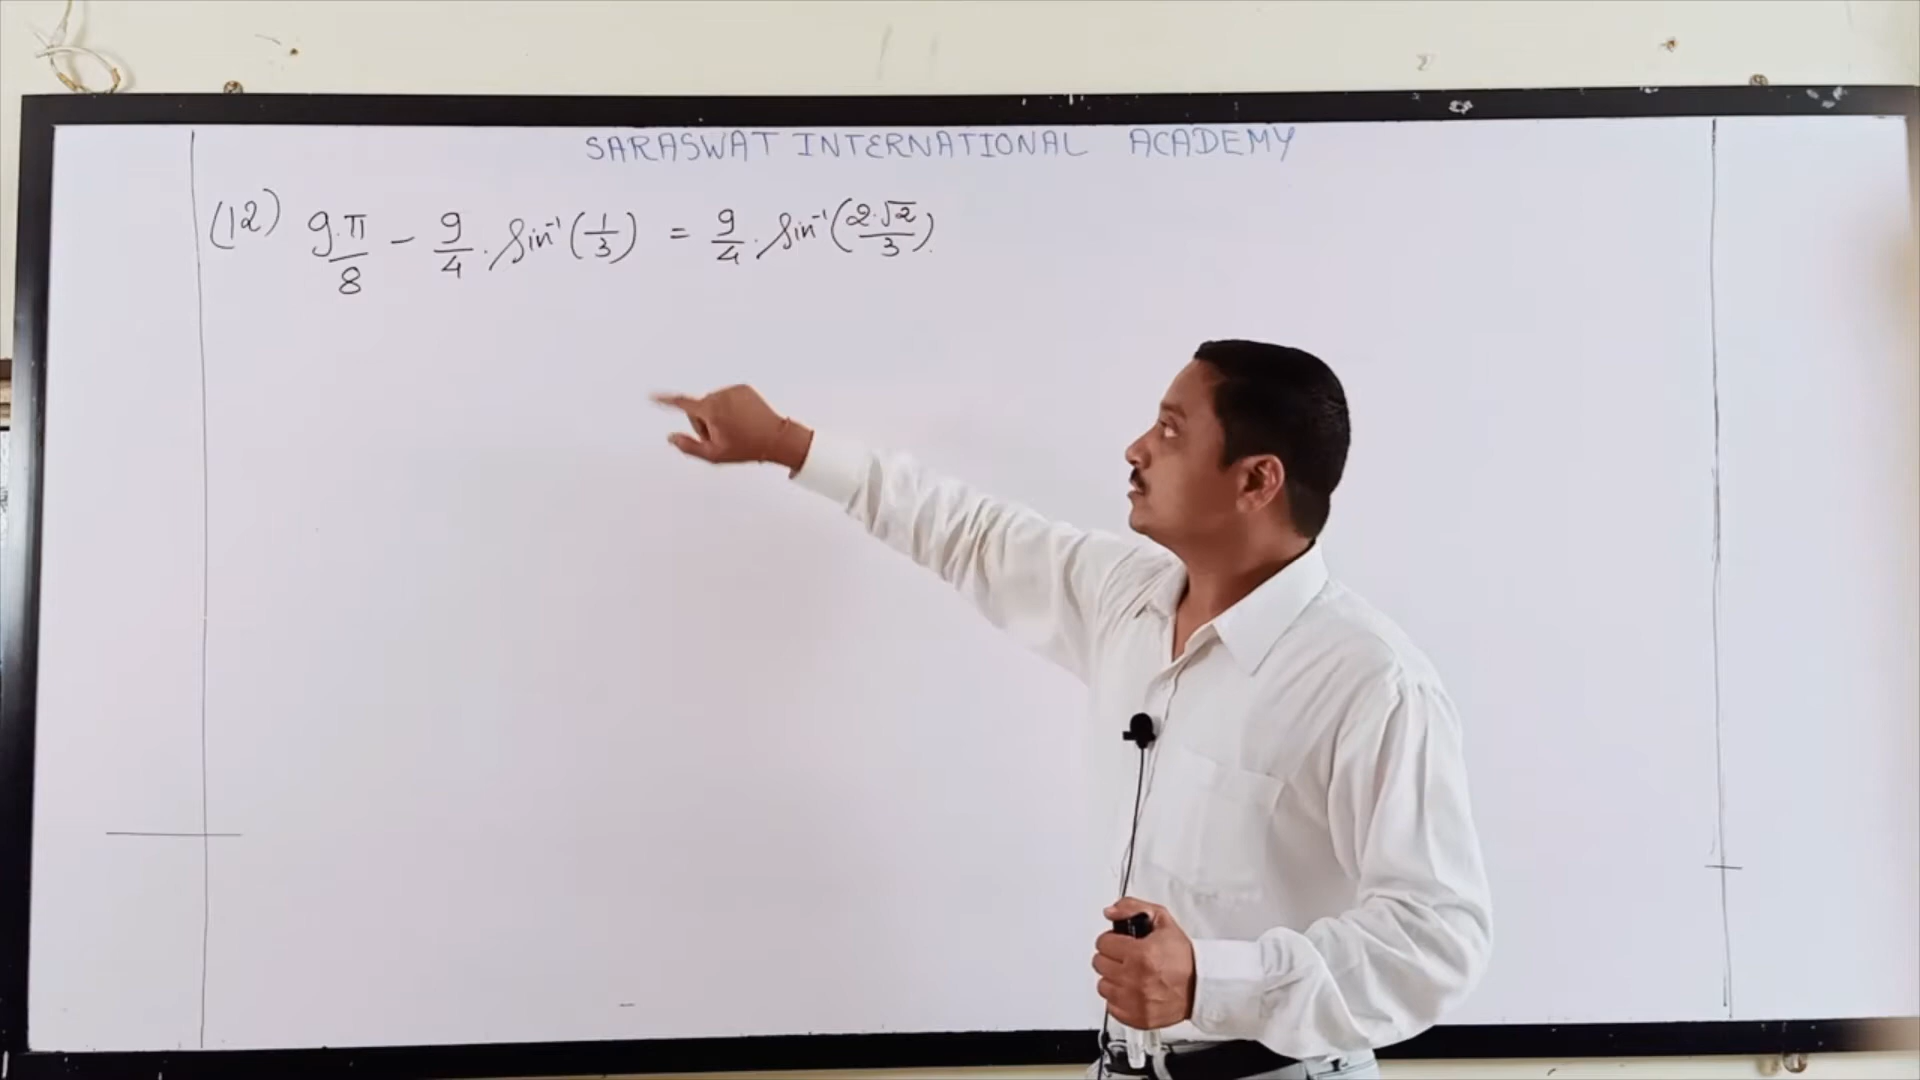 SARASWAT INTERNATIONAL ACADEMY
(12) 9.π/8 - 9/4 . sin⁻¹(1/3) = 9/4 . sin⁻¹(2.√2/3).